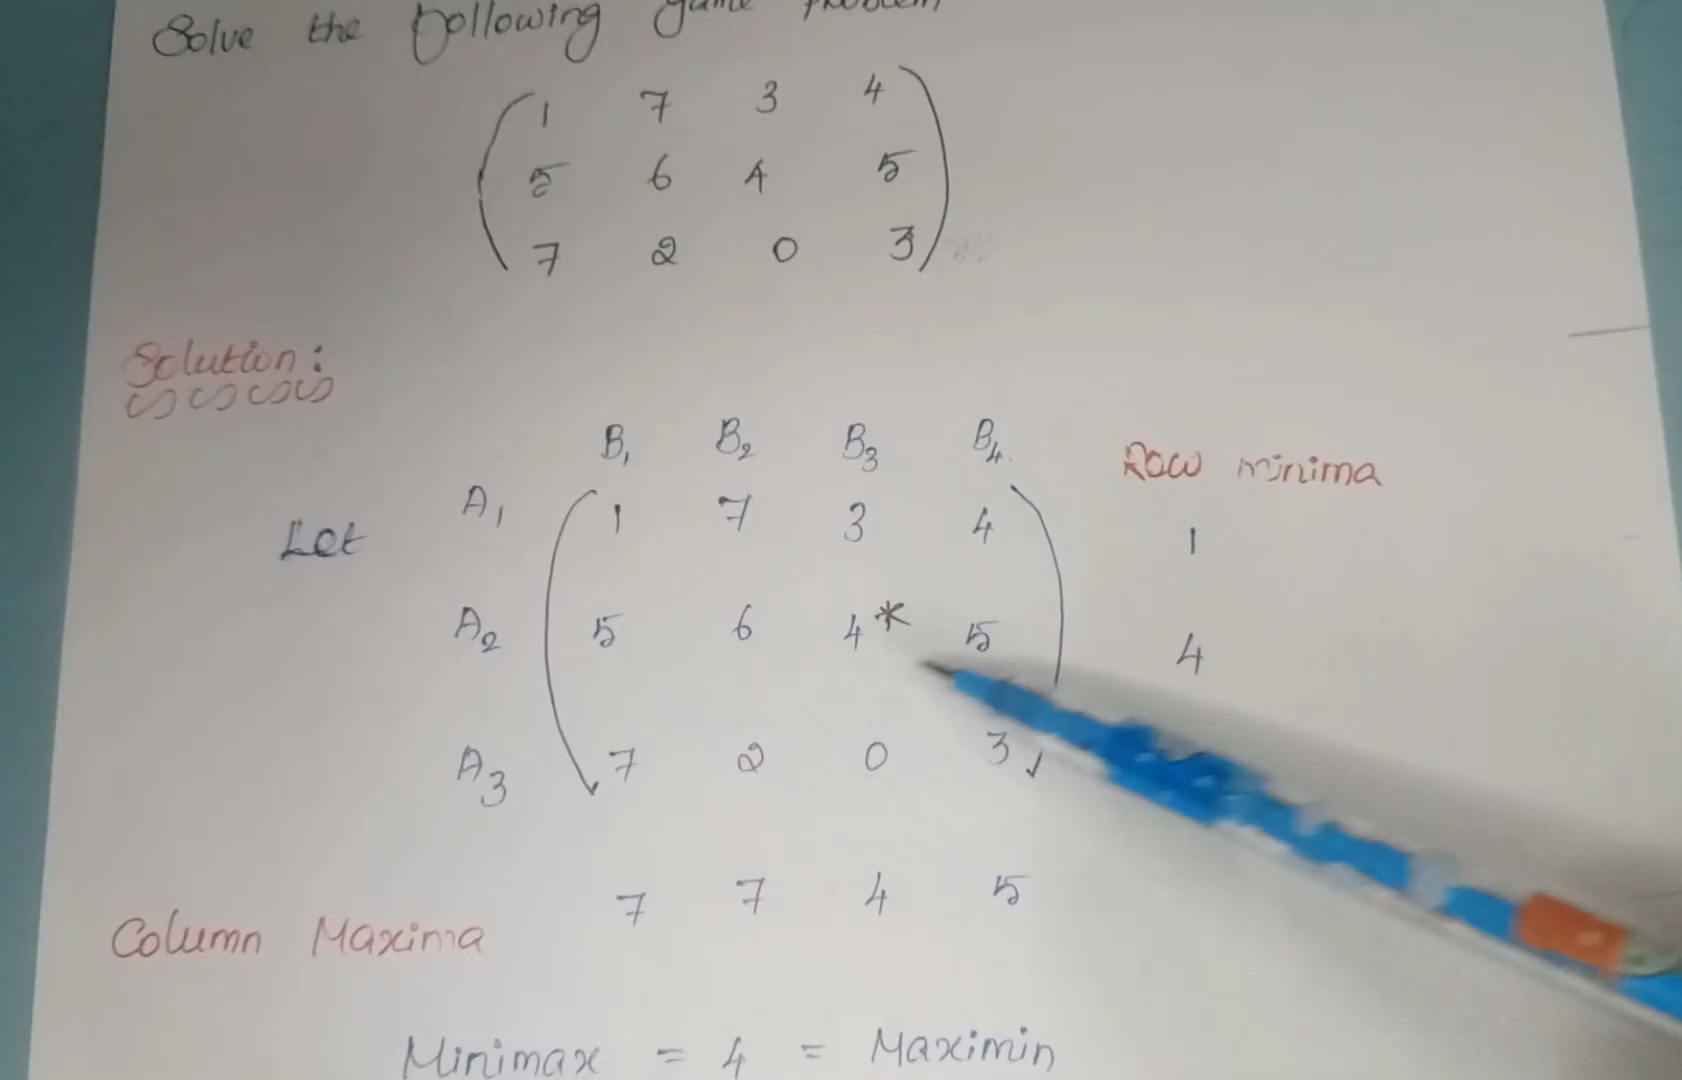 Solve the following game problem
1 7 3 4
5 6 4 5
7 2 0 3
Solution:
B1 B2 B3 B4. Row minima
Let A1 1 7 3 4 1
A2 5 6 4* 5 4
A3 7 2 0 3
Column Maxima 7 7 4 5
Minimax = 4 = Maximin